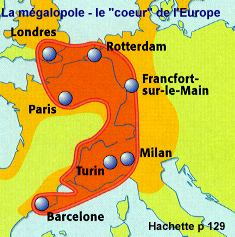 La mégalopole - le "coeur" de l'Europe
Londres
Rotterdam
Francfort-
sur-le-Main
Paris
Milan
Turin
Barcelone
Hachette p 129